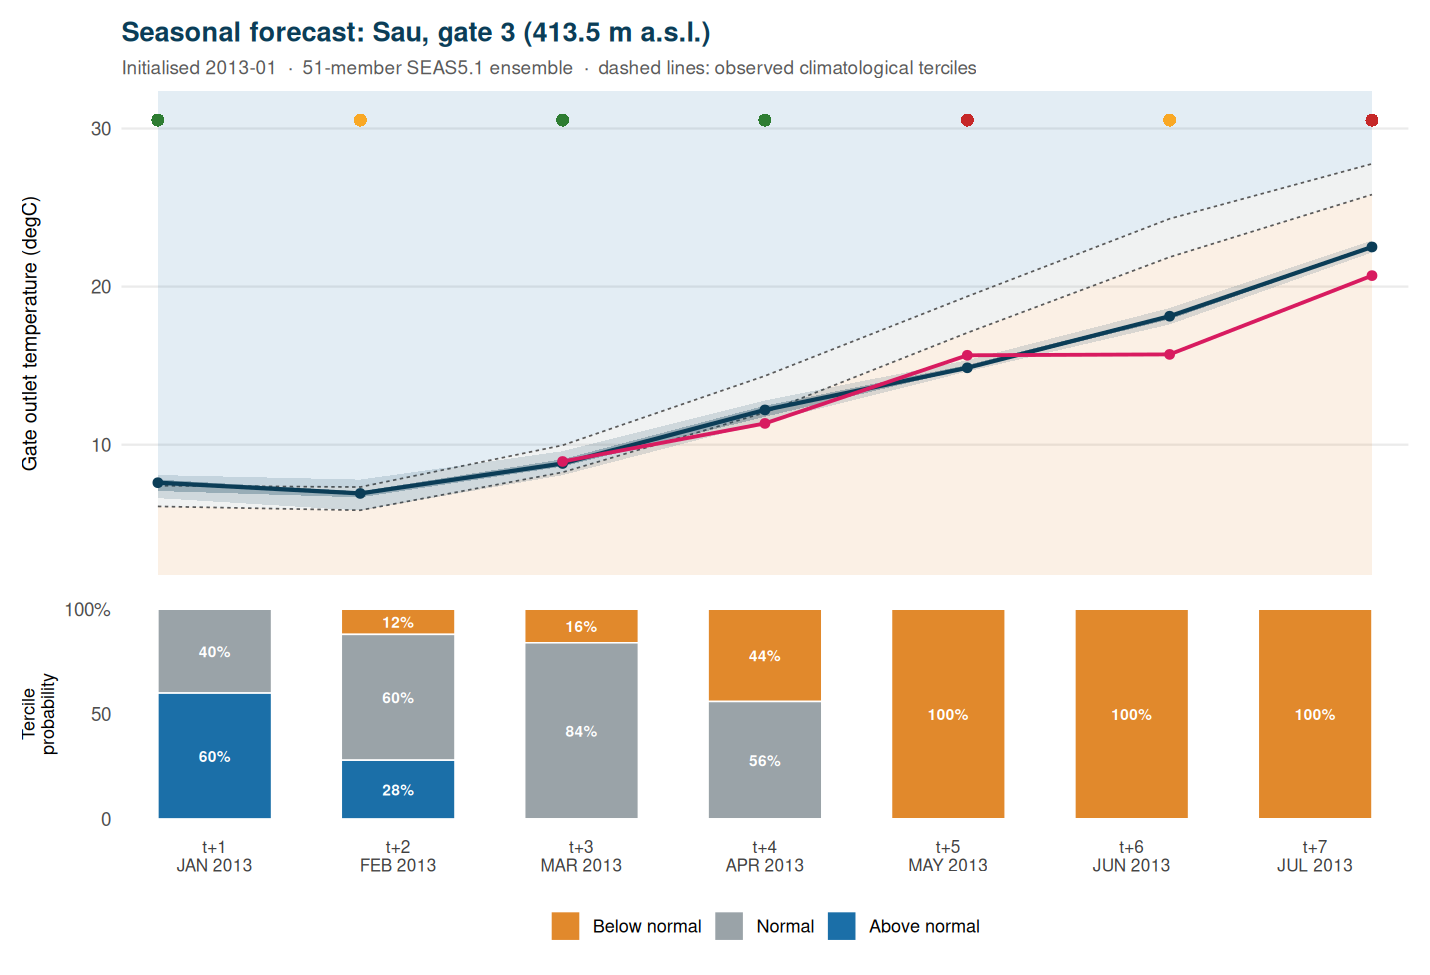 Seasonal forecast: Sau, gate 3 (413.5 m a.s.l.)
Initialised 2013-01 · 51-member SEAS5.1 ensemble · dashed lines: observed climatological terciles
Gate outlet temperature (degC)
30
20
10
Tercile
probability
100%
50
0
40%
60%
12%
60%
28%
16%
84%
44%
56%
100%
100%
100%
t+1
JAN 2013
t+2
FEB 2013
t+3
MAR 2013
t+4
APR 2013
t+5
MAY 2013
t+6
JUN 2013
t+7
JUL 2013
Below normal
Normal
Above normal